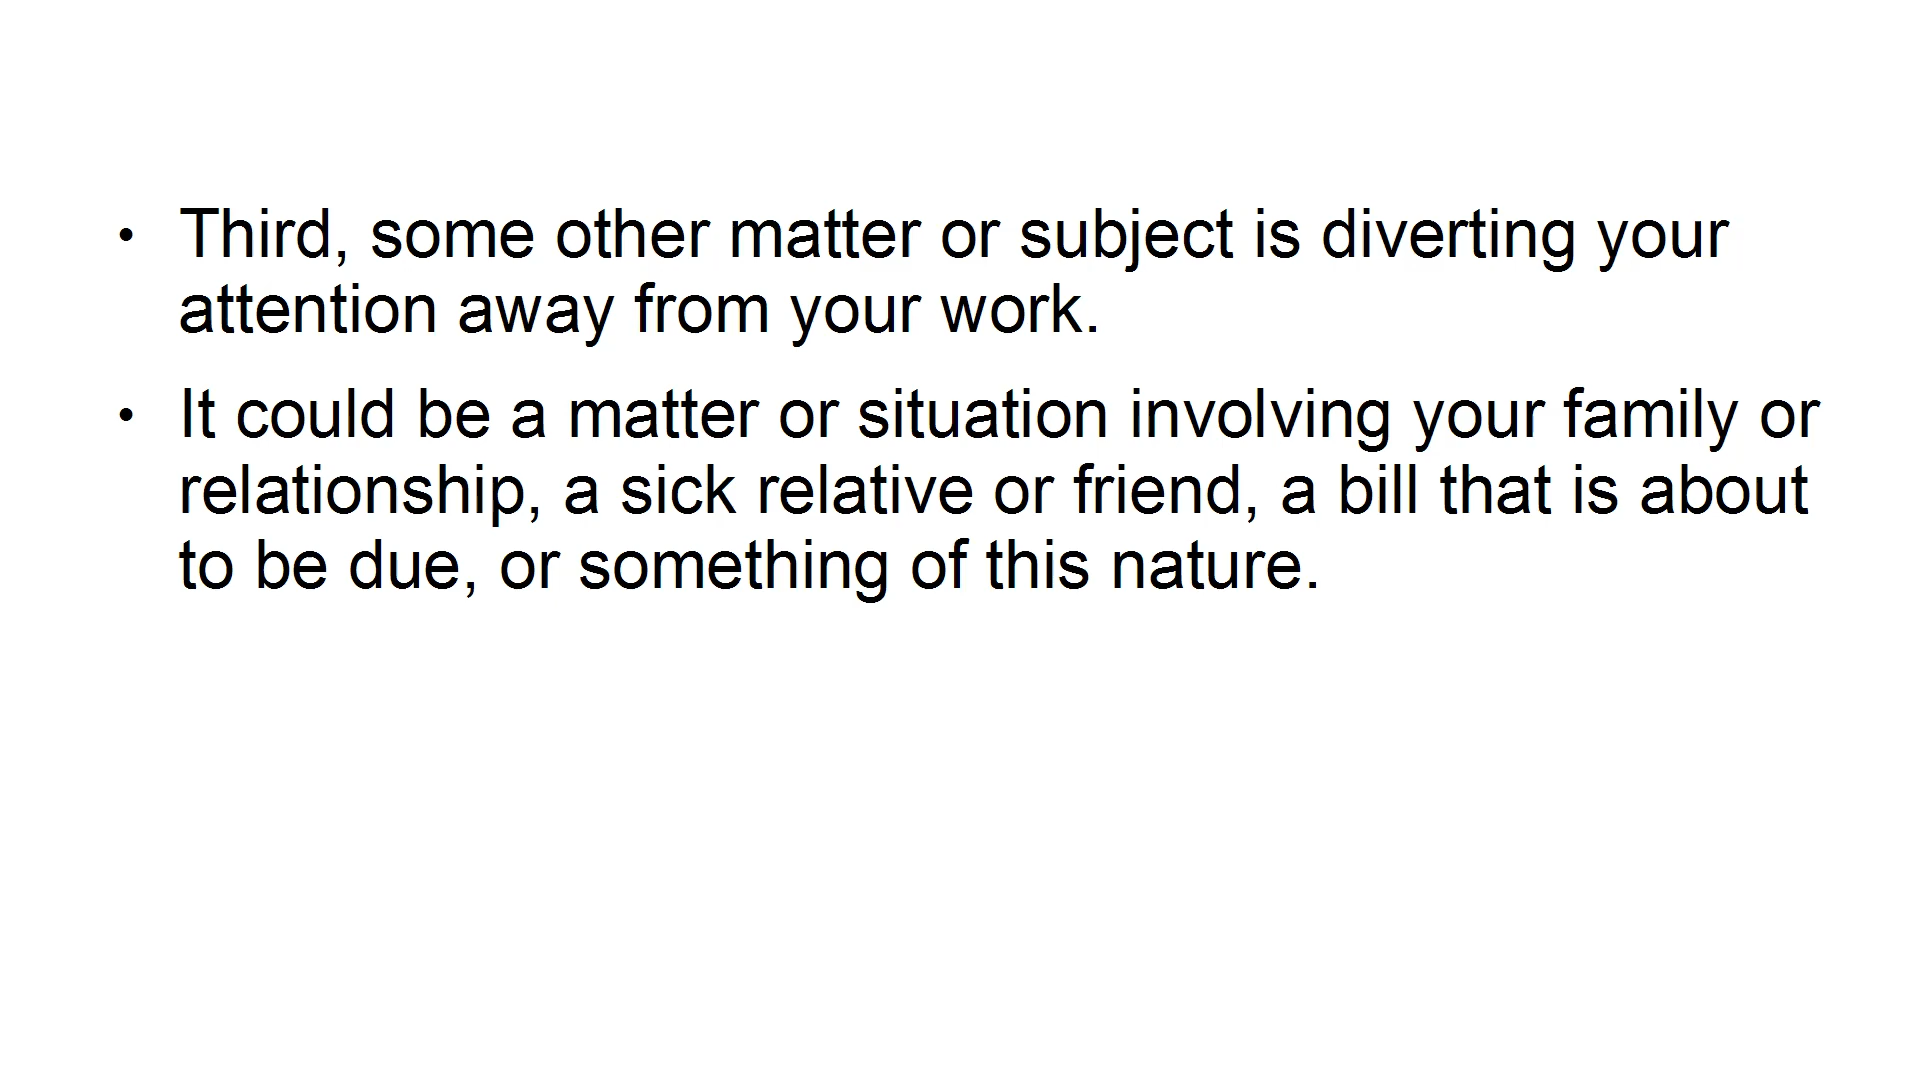 • Third, some other matter or subject is diverting your
attention away from your work.
• It could be a matter or situation involving your family or
relationship, a sick relative or friend, a bill that is about
to be due, or something of this nature.